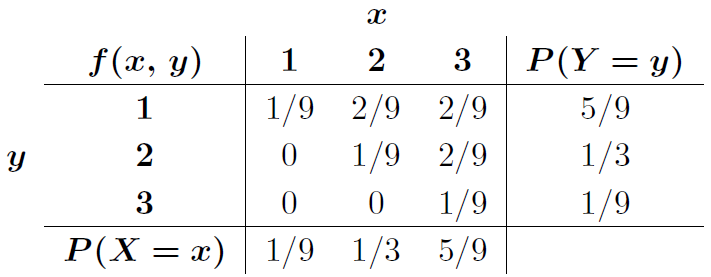 x
f(x, y) 1 2 3 P(Y = y)
1 1/9 2/9 2/9 5/9
y 2 0 1/9 2/9 1/3
3 0 0 1/9 1/9
P(X = x) 1/9 1/3 5/9